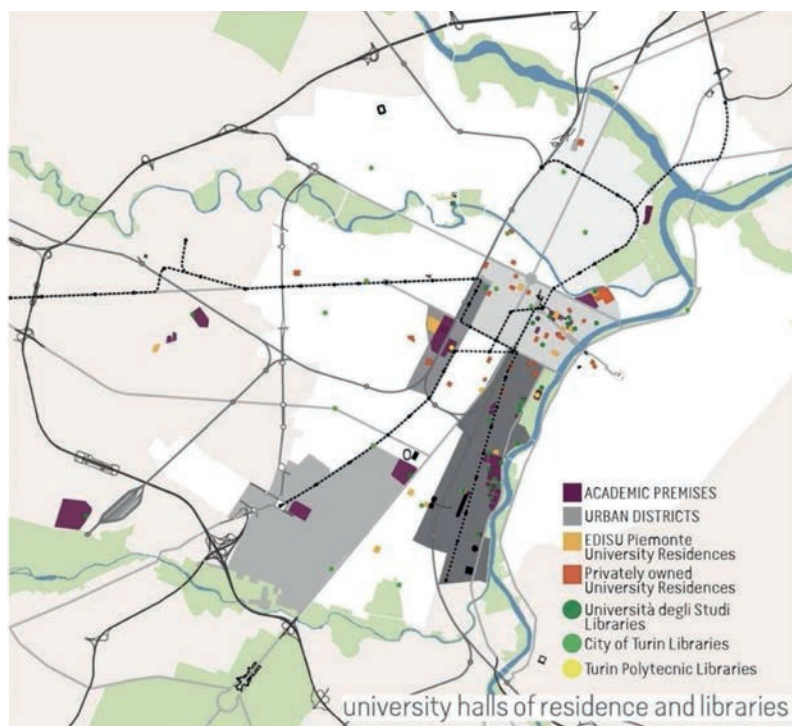 ACADEMIC PREMISES
URBAN DISTRICTS
EDISU Piemonte
University Residences
Privately owned
University Residences
Università degli Studi
Libraries
City of Turin Libraries
Turin Polytecnic Libraries
university halls of residence and libraries